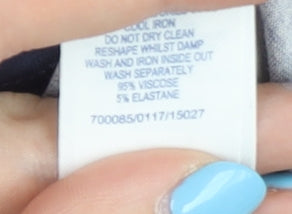 COOL IRON
DO NOT DRY CLEAN
RESHAPE WHILST DAMP
WASH AND IRON INSIDE OUT
WASH SEPARATELY
95% VISCOSE
5% ELASTANE
700085/0117/15027